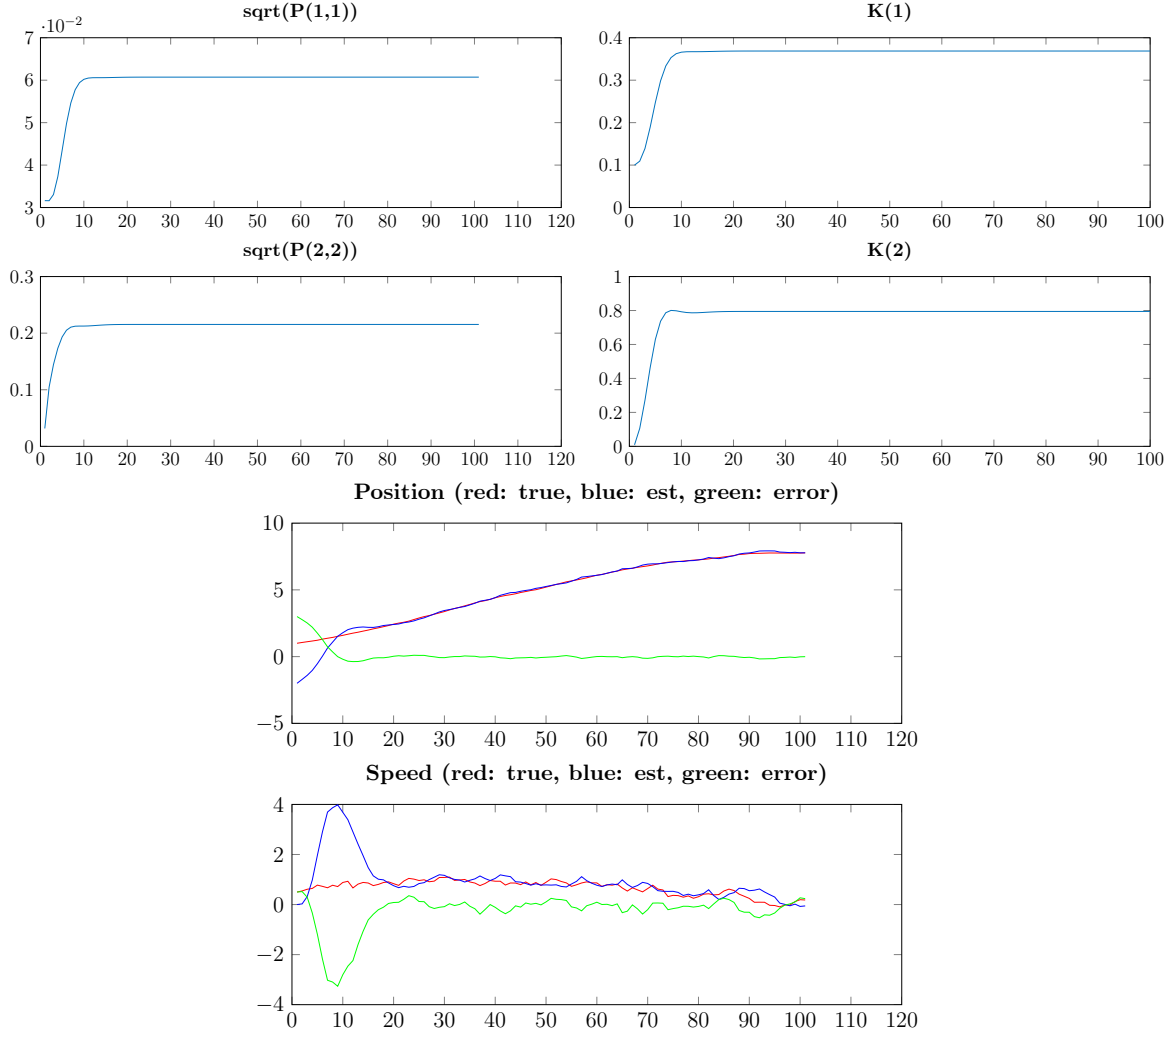 sqrt(P(1,1))
·10−2
7
6
5
4
3
0 10 20 30 40 50 60 70 80 90 100 110 120
K(1)
0.4
0.3
0.2
0.1
0
0 10 20 30 40 50 60 70 80 90 100
sqrt(P(2,2))
0.3
0.2
0.1
0
0 10 20 30 40 50 60 70 80 90 100 110 120
K(2)
1
0.8
0.6
0.4
0.2
0
0 10 20 30 40 50 60 70 80 90 100
Position (red: true, blue: est, green: error)
10
5
0
−5
0 10 20 30 40 50 60 70 80 90 100 110 120
Speed (red: true, blue: est, green: error)
4
2
0
−2
−4
0 10 20 30 40 50 60 70 80 90 100 110 120